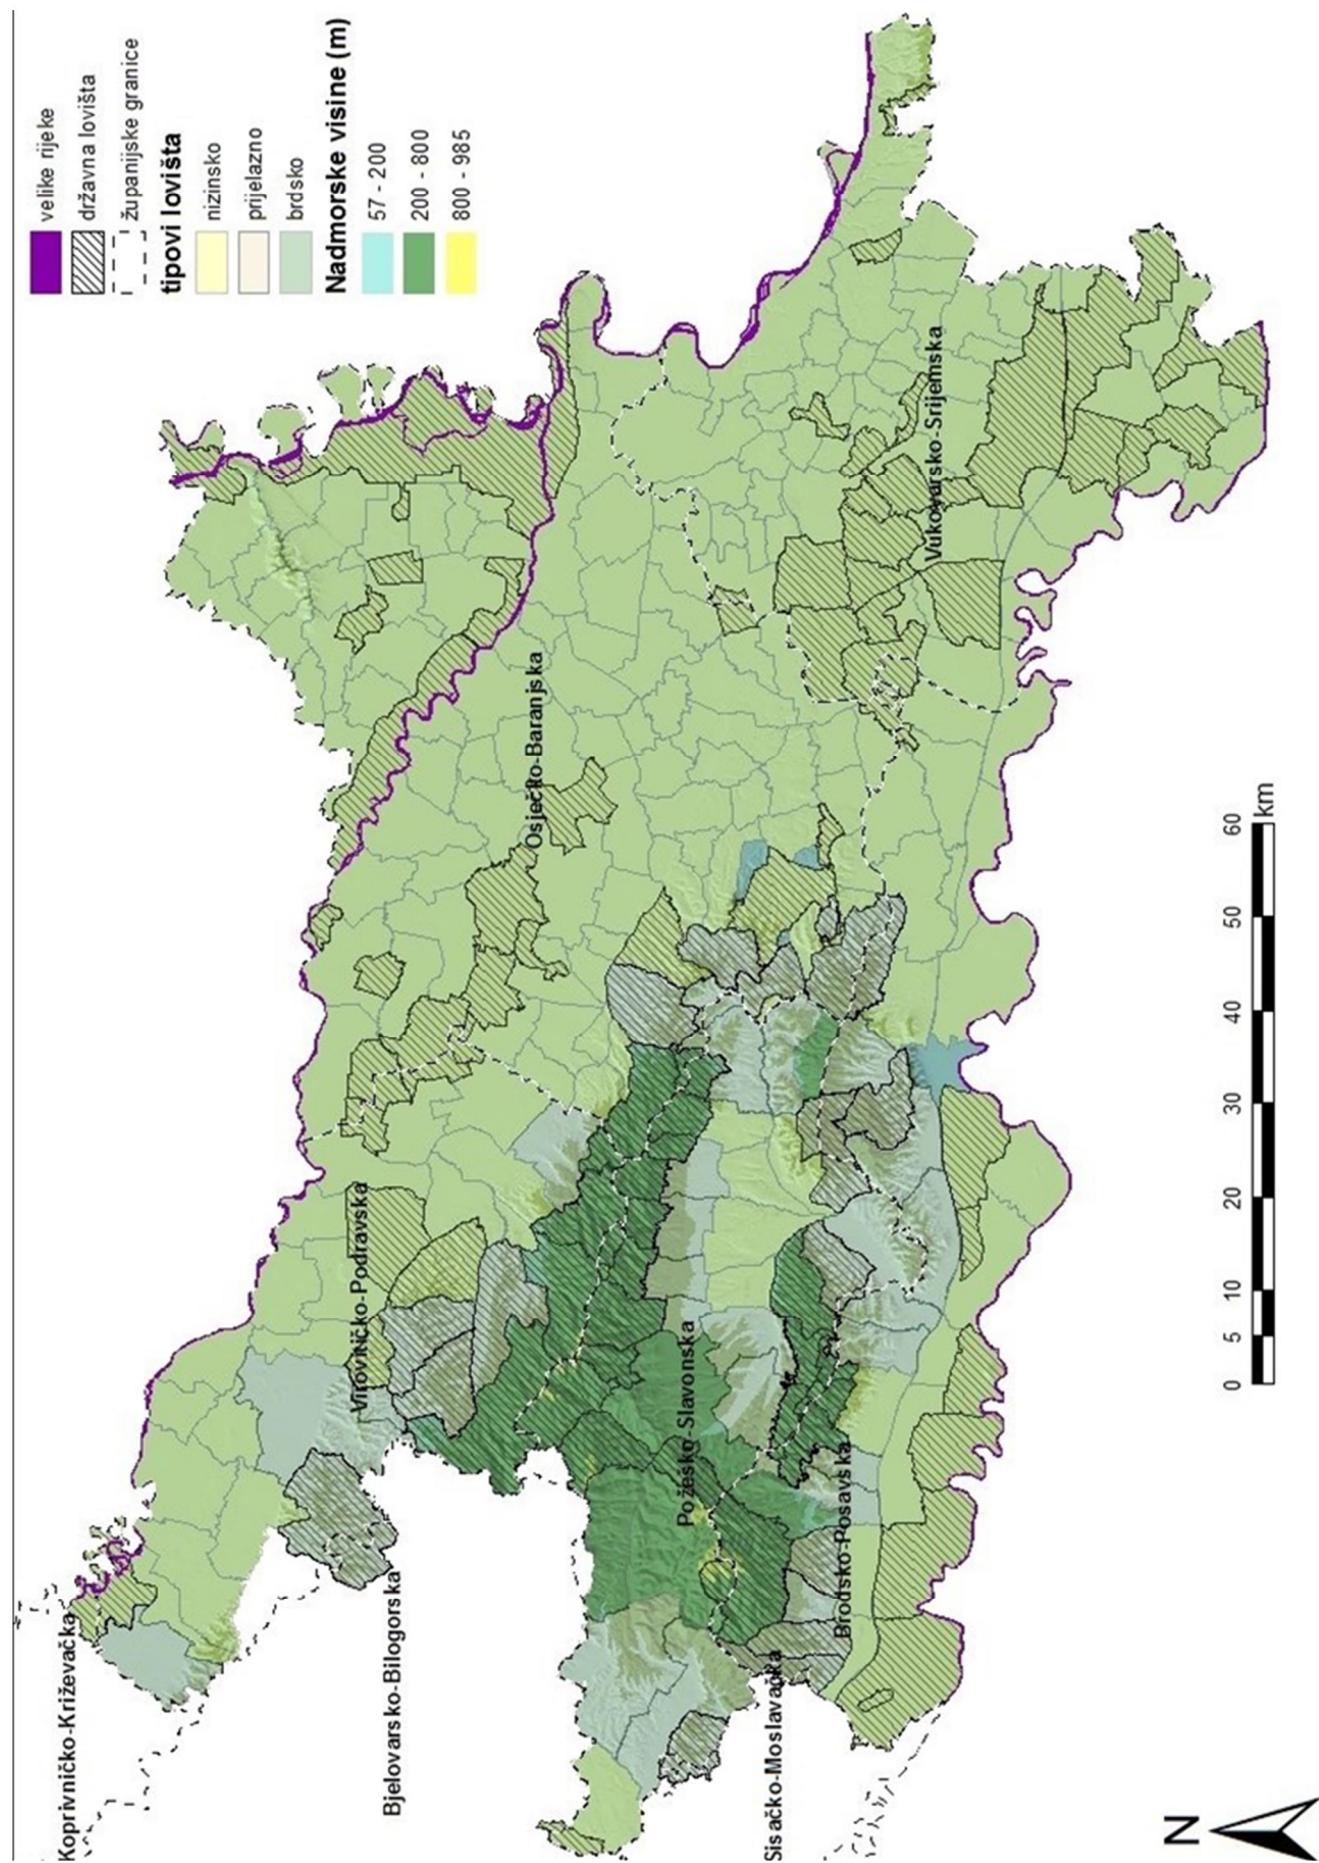 velike rijeke
državna lovišta
županijske granice
tipovi lovišta
nizinsko
prijelazno
brdsko
Nadmorske visine (m)
57 - 200
200 - 800
800 - 985
Koprivničko-Križevačka
Virovitičko-Podravska
Bjelovarsko-Bilogorska
Osječko-Baranjska
Požeško-Slavonska
Sisačko-Moslavačka
Brodsko-Posavska
Vukovarsko-Srijemska
N
0 5 10 20 30 40 50 60
km